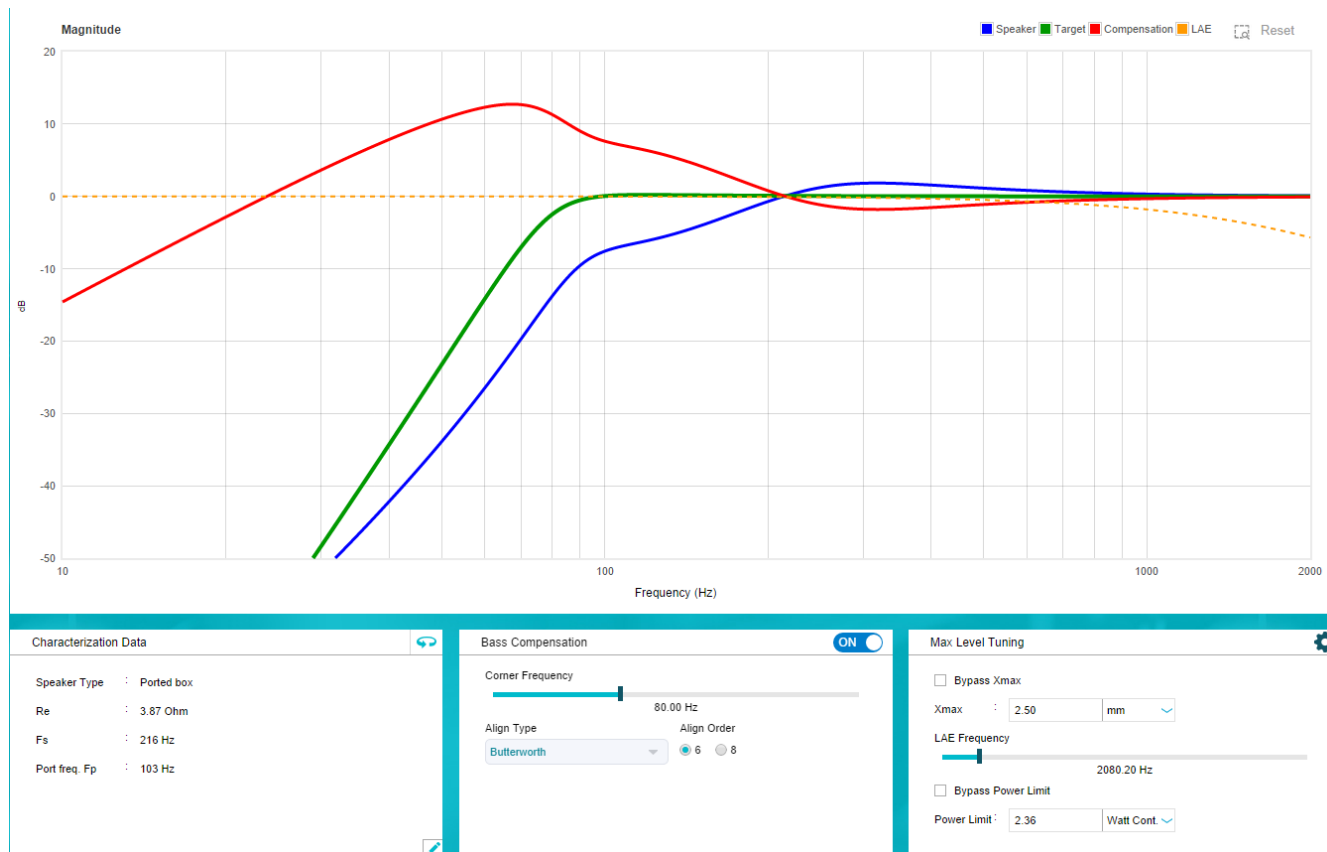 Magnitude
Speaker Target Compensation LAE Reset
20
10
0
-10
dB
-20
-30
-40
-50
10 100 1000 2000
Frequency (Hz)
Characterization Data
Speaker Type : Ported box
Re : 3.87 Ohm
Fs : 216 Hz
Port freq. Fp : 103 Hz
Bass Compensation ON
Corner Frequency
80.00 Hz
Align Type Align Order
Butterworth 6 8
Max Level Tuning
Bypass Xmax
Xmax : 2.50 mm
LAE Frequency
2080.20 Hz
Bypass Power Limit
Power Limit : 2.36 Watt Cont.